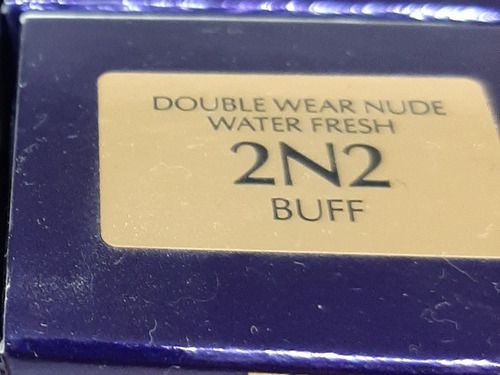 DOUBLE WEAR NUDE
WATER FRESH
2N2
BUFF